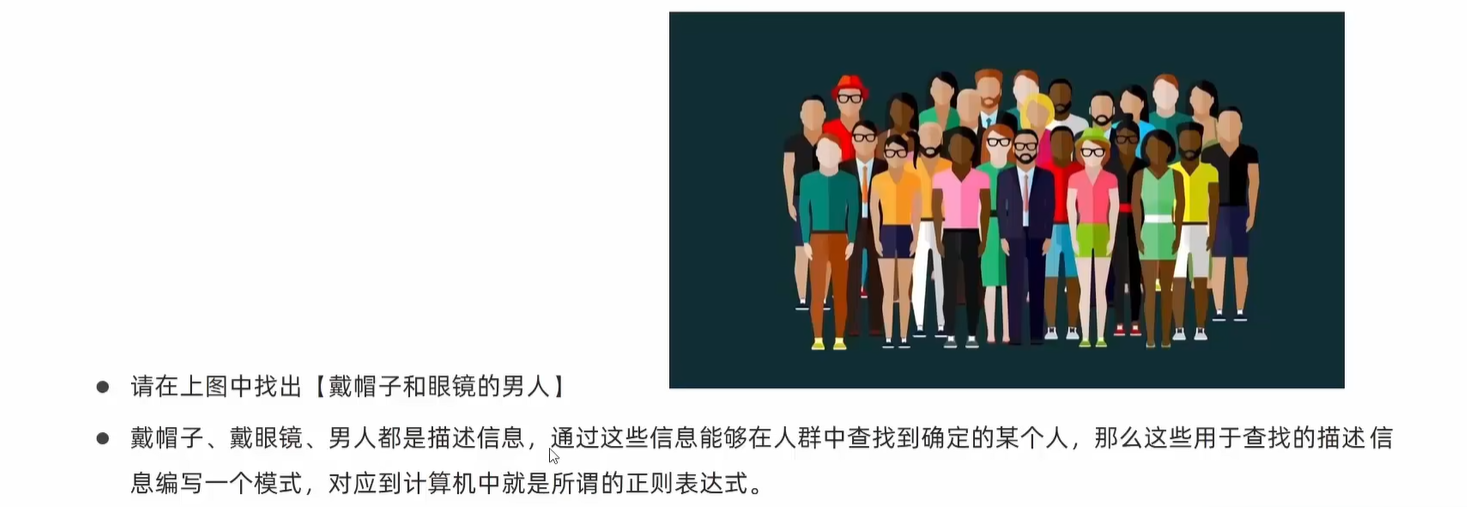 请在上图中找出【戴帽子和眼镜的男人】
戴帽子、戴眼镜、男人都是描述信息，通过这些信息能够在人群中查找到确定的某个人，那么这些用于查找的描述信
息编写一个模式，对应到计算机中就是所谓的正则表达式。